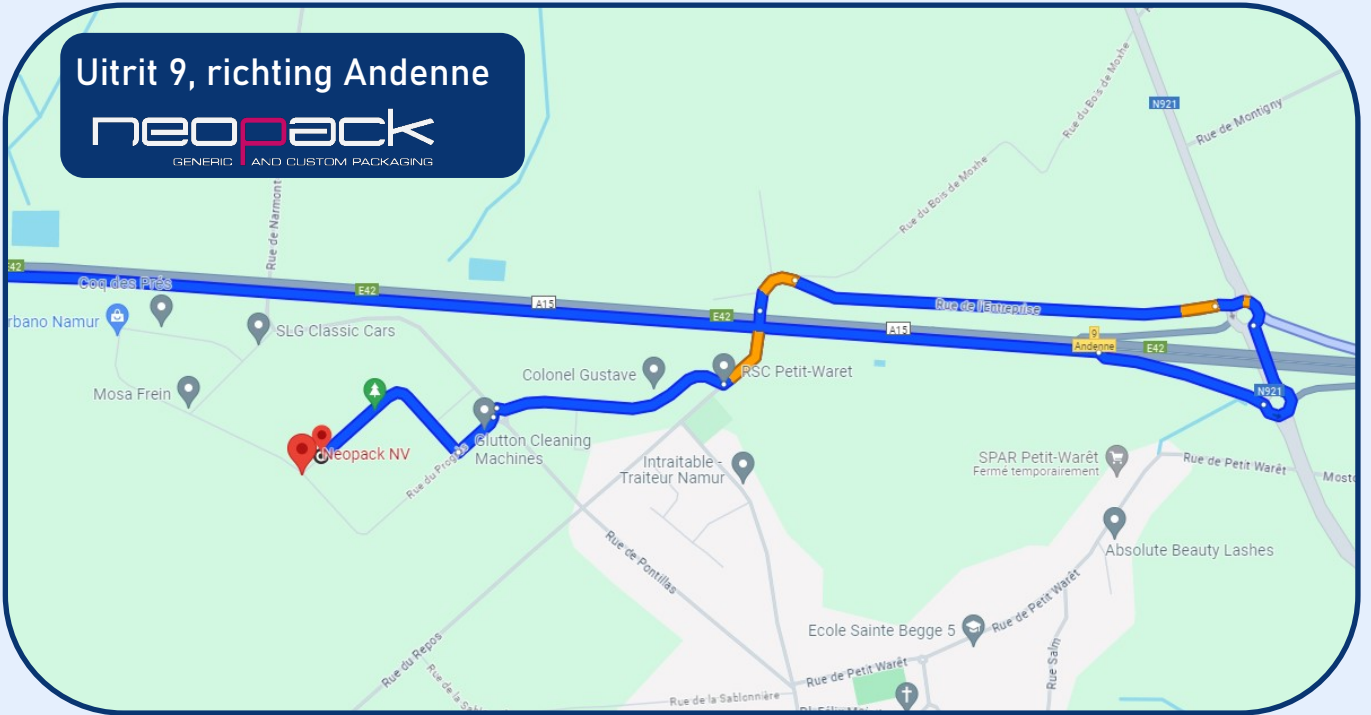 Uitrit 9, richting Andenne
neopack
GENERIC AND CUSTOM PACKAGING
N921
Rue de Montigny
Rue du Bois de Moxhe
Rue du Bois de Moxhe
Rue de Narmont
E42
Coq des Prés
E42
A15
Rue de l'Entreprise
rbano Namur
SLG Classic Cars
E42
A15
9
Andenne
E42
Colonel Gustave
RSC Petit-Waret
Mosa Frein
N921
Glutton Cleaning
Machines
Neopack NV
Rue du Progrès
Intraitable -
Traiteur Namur
SPAR Petit-Warêt
Fermé temporairement
Rue de Petit Warêt
Absolute Beauty Lashes
Rue de Pontillas
Rue de Petit Warêt
Ecole Sainte Begge 5
Rue du Repos
Rue de Petit Warêt
Rue Salm
Rue de la Sablonnière